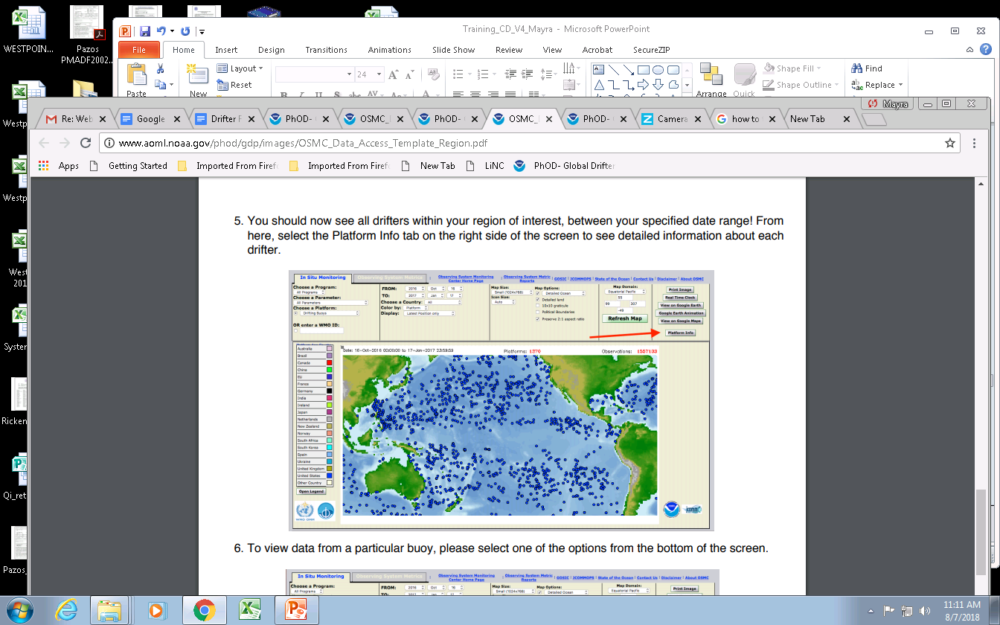 WESTPOIN...
Pazos
PMADF2002...
Training_CD_V4_Mayra - Microsoft PowerPoint
File Home Insert Design Transitions Animations Slide Show Review View Acrobat SecureZIP
Paste
New
Layout
Reset
24
Arrange
Quick
Shape Fill
Shape Outline
Find
Replace
Mayra
Re: Web
Google
Drifter F
PhOD-
OSMC_
PhOD-
OSMC_
PhOD-
Camera
how to
New Tab
www.aoml.noaa.gov/phod/gdp/images/OSMC_Data_Access_Template_Region.pdf
Apps Getting Started Imported From Firef Imported From Firef New Tab LiNC PhOD- Global Drifter
Westp
Westp
West
201
System
Ricken
Qi_ret
Pazos_
5. You should now see all drifters within your region of interest, between your specified date range! From
here, select the Platform Info tab on the right side of the screen to see detailed information about each
drifter.
In Situ Monitoring Observing System Metrics
Observing System Monitoring
Center Home Page
Observing System Metric
Reports
GOSIC | JCOMMOPS | State of the Ocean | Contact Us | Disclaimer | About OSMC
Choose a Program:
All Programs
Choose a Parameter:
All Parameters
Choose a Platform:
Drifting Buoys
OR enter a WMO ID:
FROM: 2016 Oct 16
TO: 2017 Jan 17
Choose a Country: All
Color by: Platform
Display: Latest Position only
Map Size:
Small (1024x768)
Icon Size:
Auto
Map Options:
Detailed Ocean
Detailed land
10x10 graticule
Political Boundaries
Preserve 2:1 aspect ratio
Map Domain:
Equatorial Pacific
55
99 307
-49
Refresh Map
Print Image
Real Time Clock
View on Google Earth
Google Earth Animation
View on Google Maps
Platform Info
Australia
Brazil
Canada
China
EU
France
Germany
India
Ireland
Japan
Netherlands
New Zealand
Norway
South Africa
South Korea
Spain
Ukraine
United Kingdom
United States
Other Country
Open Legend
Date: 16-Oct-2016 00:00:00 to 17-Jan-2017 23:59:59 Platforms: 1370 Observations: 1557133
6. To view data from a particular buoy, please select one of the options from the bottom of the screen.
In Situ Monitoring Observing System Metrics
Observing System Monitoring
Center Home Page
Observing System Metric
Reports
GOSIC | JCOMMOPS | State of the Ocean | Contact Us | Disclaimer | About OSMC
Choose a Program:
All Programs
FROM: 2016 Oct 16
Map Size:
Small (1024x768)
Map Options:
Detailed Ocean
Map Domain:
Equatorial Pacific
Print Image
11:11 AM
8/7/2018